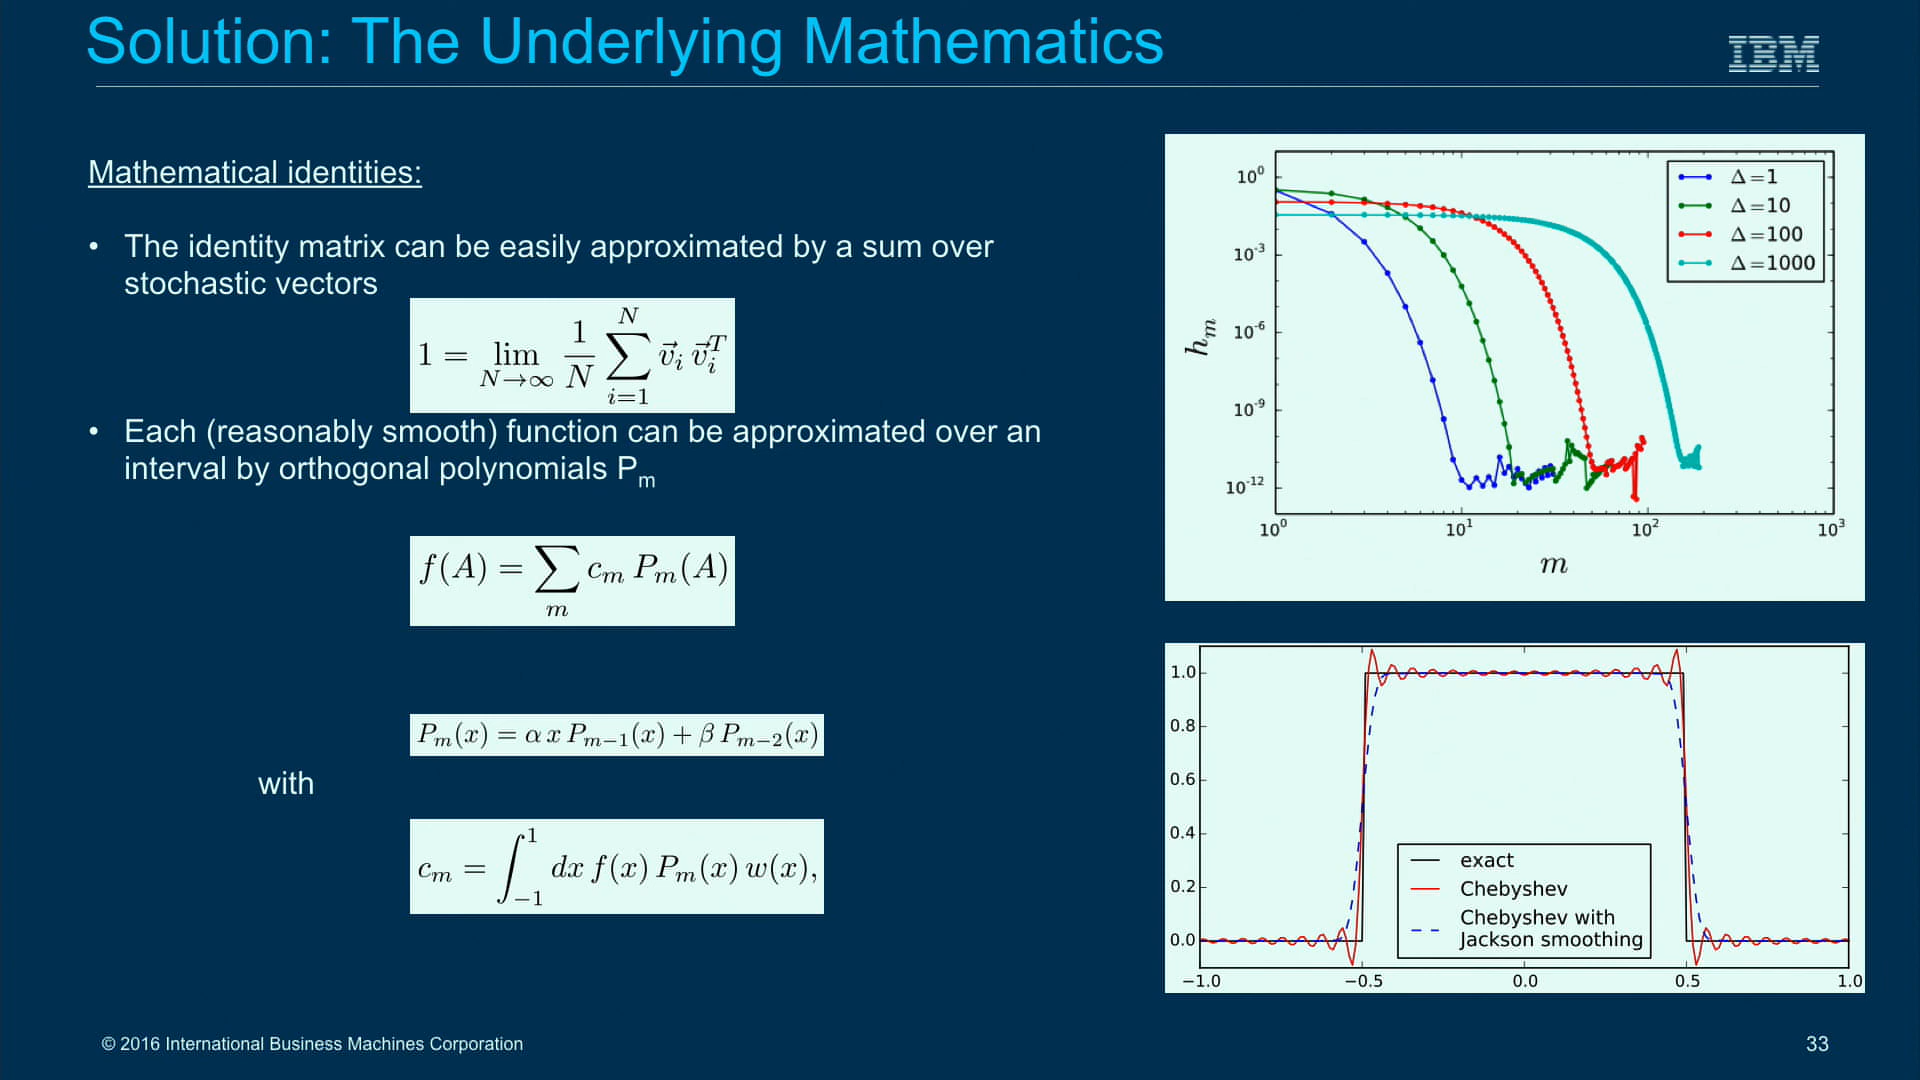 Solution: The Underlying Mathematics
IBM
Mathematical identities:
• The identity matrix can be easily approximated by a sum over
stochastic vectors
1 = lim_{N→∞} \frac{1}{N} ∑_{i=1}^{N} \vec{v}_i \vec{v}_i^T
• Each (reasonably smooth) function can be approximated over an
interval by orthogonal polynomials P_m
f(A) = ∑_m c_m P_m(A)
P_m(x) = α x P_{m−1}(x) + β P_{m−2}(x)
with
c_m = ∫_{−1}^{1} dx f(x) P_m(x) w(x),
10^0
10^-3
10^-6
10^-9
10^-12
h_m
Δ=1
Δ=10
Δ=100
Δ=1000
10^0 10^1 10^2 10^3
m
1.0
0.8
0.6
0.4
0.2
0.0
exact
Chebyshev
Chebyshev with
Jackson smoothing
−1.0 −0.5 0.0 0.5 1.0
© 2016 International Business Machines Corporation
33